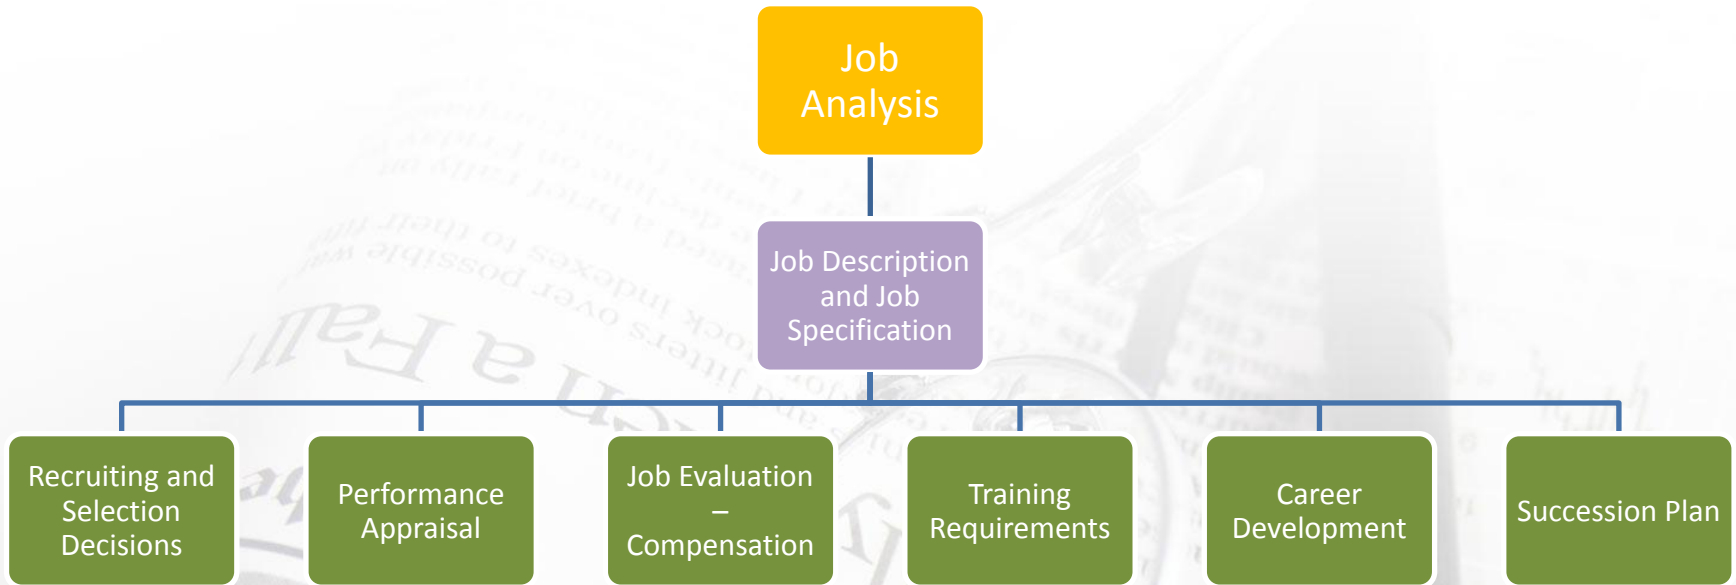 Job
Analysis
Job Description
and Job
Specification
Recruiting and
Selection
Decisions
Performance
Appraisal
Job Evaluation
–
Compensation
Training
Requirements
Career
Development
Succession Plan